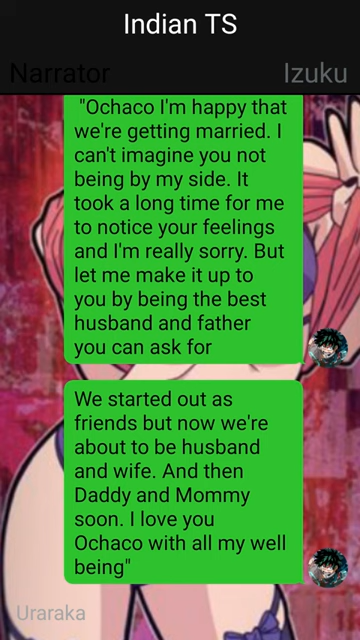 Indian TS
Narrator Izuku
"Ochaco I'm happy that
we're getting married. I
can't imagine you not
being by my side. It
took a long time for me
to notice your feelings
and I'm really sorry. But
let me make it up to
you by being the best
husband and father
you can ask for
We started out as
friends but now we're
about to be husband
and wife. And then
Daddy and Mommy
soon. I love you
Ochaco with all my well
being"
Uraraka